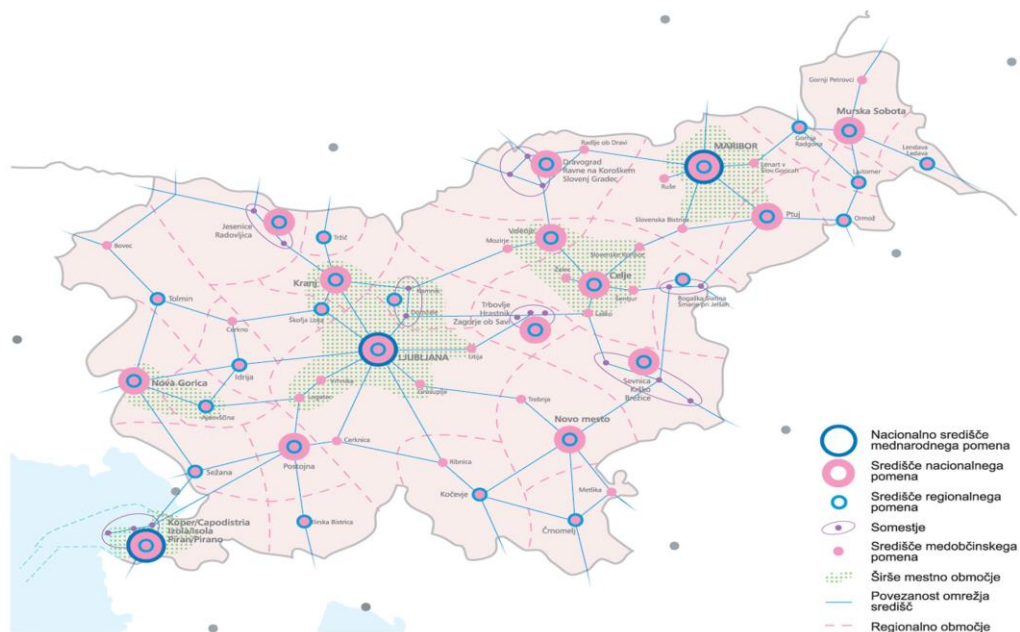 Gornji Petrovci
Murska Sobota
Gornja
Radgona
Lendava
Lendava
Ljutomer
Radlje ob Dravi
MARIBOR
Dravograd
Ravne na Koroškem
Slovenj Gradec
Lenart v
Slov.Goricah
Ruše
Ptuj
Ormož
Slovenska Bistrica
Jesenice
Radovljica
Tržič
Velenje
Mozirje
Slovenske Konjice
Bovec
Kranj
Kamnik
Žalec
Celje
Šentjur
Rogaška Slatina
Šmarje pri Jelšah
Tolmin
Škofja Loka
Domžale
Trbovlje
Hrastnik
Zagorje ob Savi
Laško
Cerkno
LJUBLJANA
Litija
Idrija
Sevnica
Krško
Brežice
Nova Gorica
Vrhnika
Grosuplje
Logatec
Trebnje
Ajdovščina
Novo mesto
Cerknica
Postojna
Ribnica
Sežana
Kočevje
Metlika
Koper/Capodistria
Izola/Isola
Piran/Pirano
Ilirska Bistrica
Črnomelj
Nacionalno središče
mednarodnega pomena
Središče nacionalnega
pomena
Središče regionalnega
pomena
Somestje
Središče medobčinskega
pomena
Širše mestno območje
Povezanost omrežja
središč
Regionalno območje